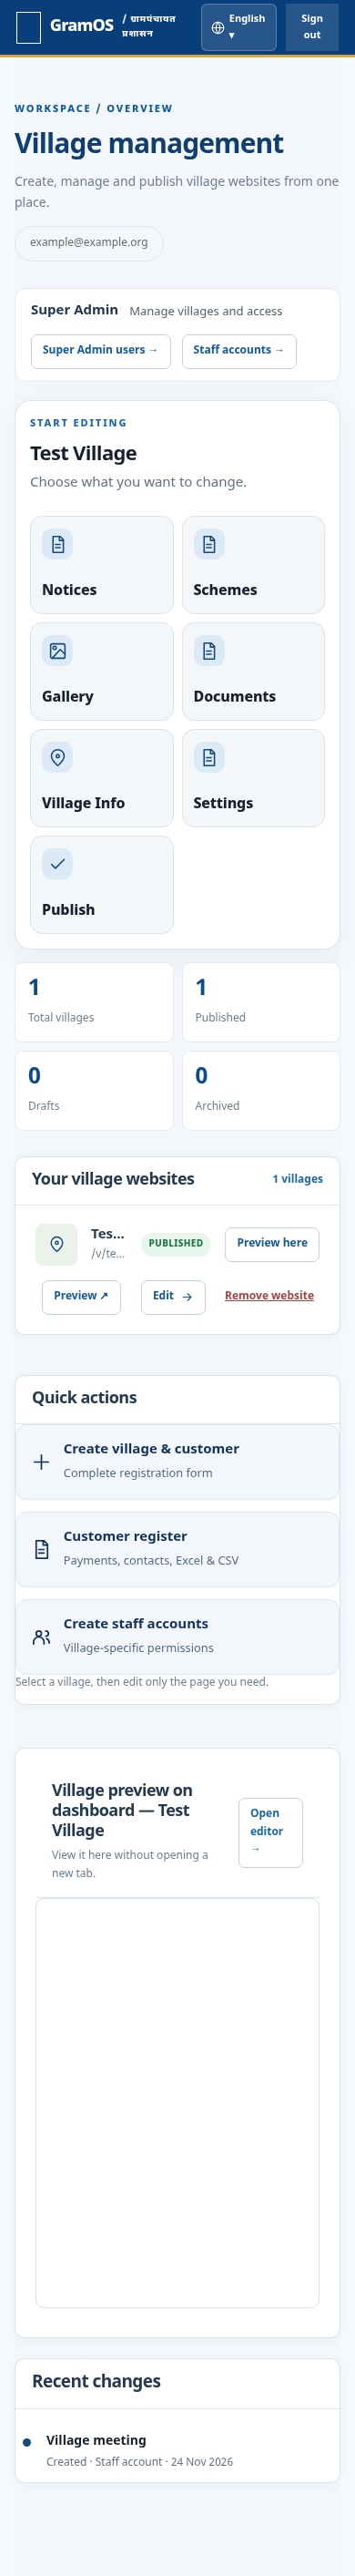 GramOS
/ ग्रामपंचायत
प्रशासन
English
▾
Sign
out
WORKSPACE / OVERVIEW
Village management
Create, manage and publish village websites from one
place.
example@example.org
Super Admin Manage villages and access
Super Admin users →
Staff accounts →
START EDITING
Test Village
Choose what you want to change.
Notices
Schemes
Gallery
Documents
Village Info
Settings
Publish
1
Total villages
1
Published
0
Drafts
0
Archived
Your village websites
1 villages
Tes...
/v/te...
PUBLISHED
Preview here
Preview ↗
Edit →
Remove website
Quick actions
Create village & customer
Complete registration form
Customer register
Payments, contacts, Excel & CSV
Create staff accounts
Village-specific permissions
Select a village, then edit only the page you need.
Village preview on
dashboard — Test
Village
View it here without opening a
new tab.
Open
editor
→
Recent changes
Village meeting
Created · Staff account · 24 Nov 2026